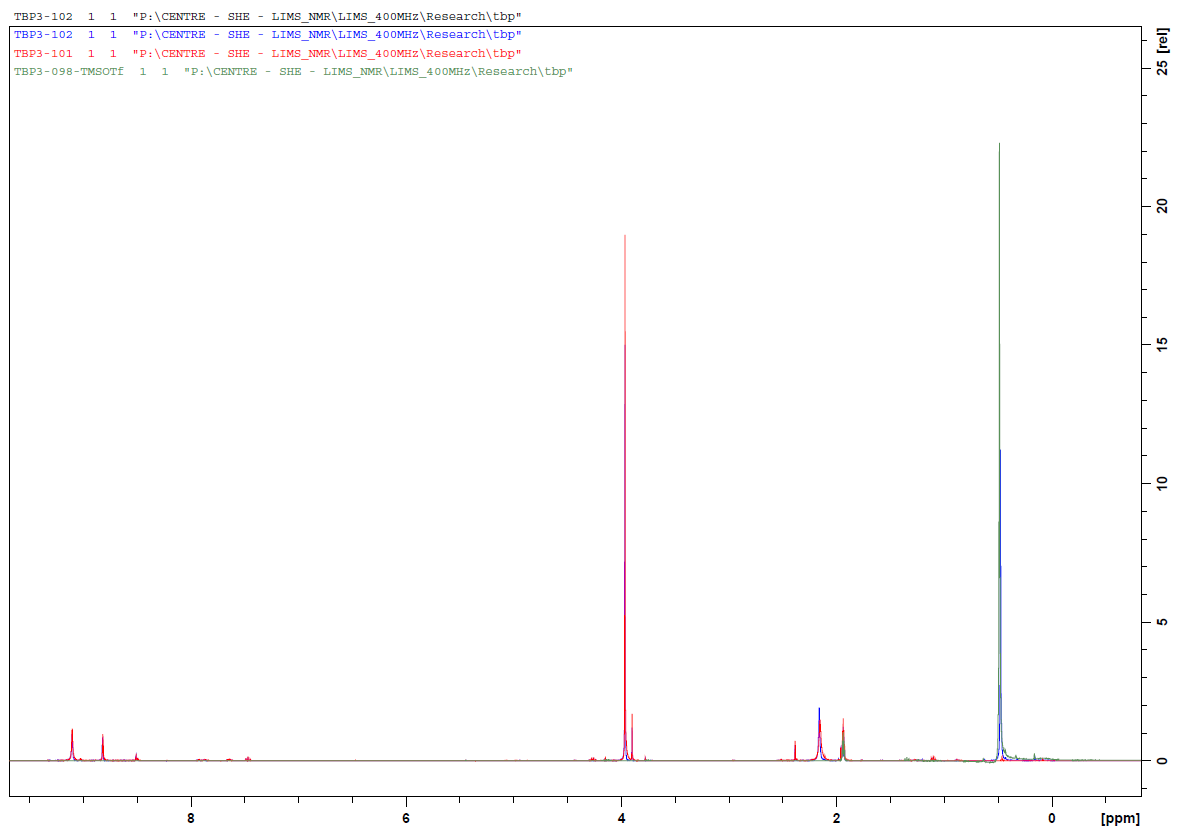 TBP3-102 1 1 "P:\CENTRE - SHE - LIMS_NMR\LIMS_400MHz\Research\tbp"
TBP3-102 1 1 "P:\CENTRE - SHE - LIMS_NMR\LIMS_400MHz\Research\tbp"
TBP3-101 1 1 "P:\CENTRE - SHE - LIMS_NMR\LIMS_400MHz\Research\tbp"
TBP3-098-TMSOTf 1 1 "P:\CENTRE - SHE - LIMS_NMR\LIMS_400MHz\Research\tbp"
[rel]
25
20
15
10
5
0
8 6 4 2 0 [ppm]